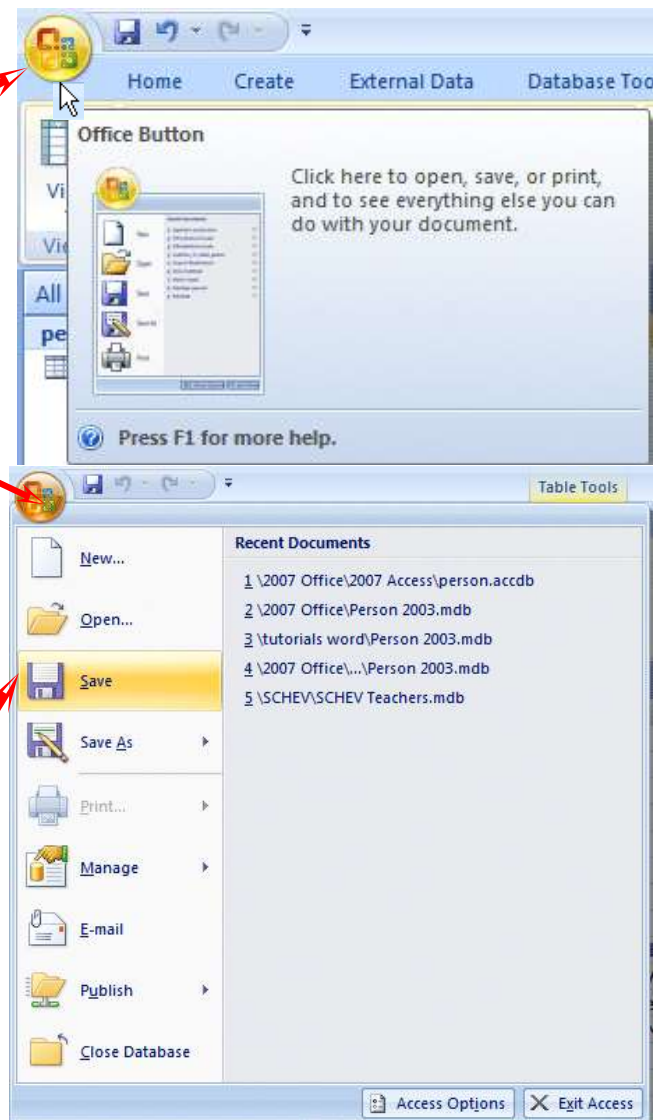 Home Create External Data Database Too
Office Button
Click here to open, save, or print,
and to see everything else you can
do with your document.
Vi
Vie
All
pe
Press F1 for more help.
Table Tools
New...
Open...
Save
Save As
Print...
Manage
E-mail
Publish
Close Database
Recent Documents
1 \2007 Office\2007 Access\person.accdb
2 \2007 Office\Person 2003.mdb
3 \tutorials word\Person 2003.mdb
4 \2007 Office\...\Person 2003.mdb
5 \SCHEV\SCHEV Teachers.mdb
Access Options Exit Access